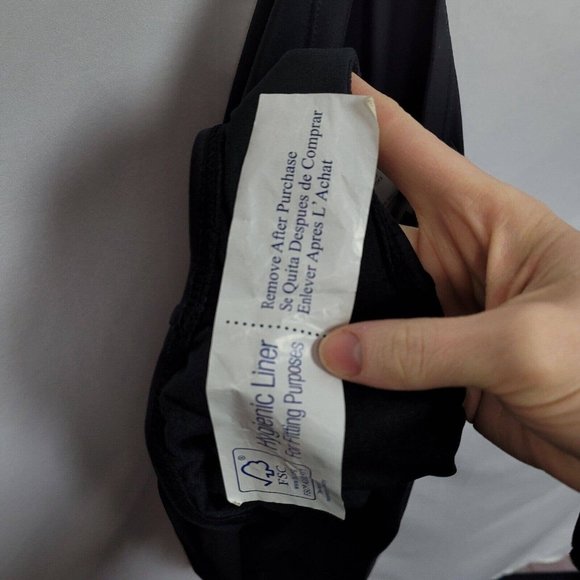 Remove After Purchase
Se Quita Despues de Comprar
Enlever Apres L'Achat
Hygienic Liner
For Fitting Purposes
FSC